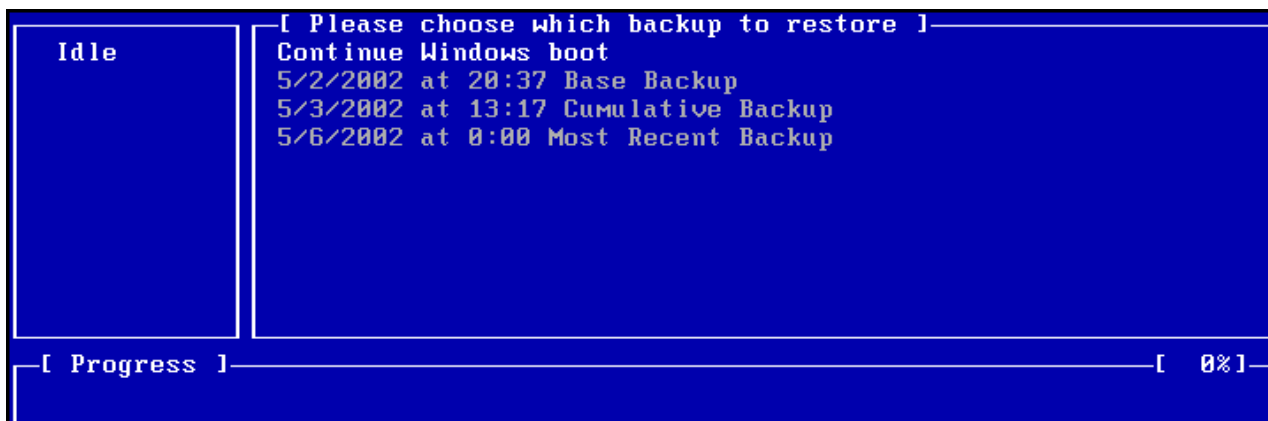 [ Please choose which backup to restore ]
Idle
Continue Windows boot
5/2/2002 at 20:37 Base Backup
5/3/2002 at 13:17 Cumulative Backup
5/6/2002 at 0:00 Most Recent Backup
[ Progress ] [ 0%]